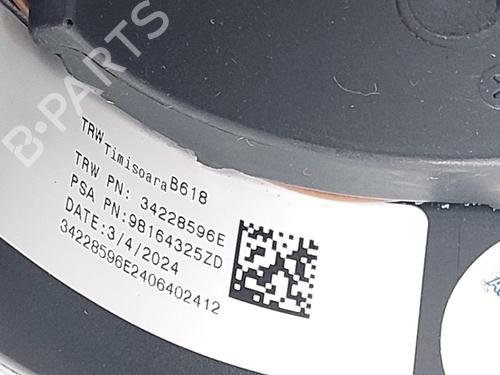 B-PARTS
TRW Timisoara B618
TRW PN: 34228596E
PSA PN:98164325ZD
DATE:3/4/2024
34228596E2406402412